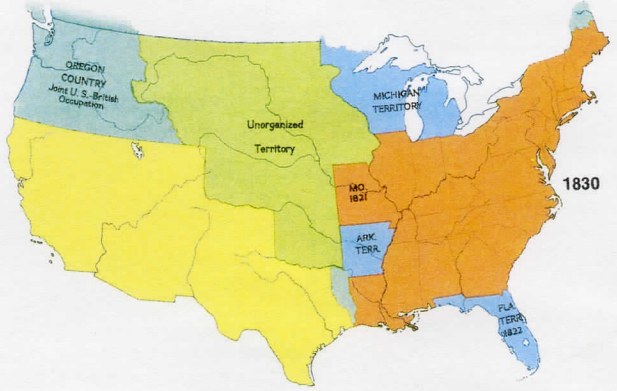 OREGON
COUNTRY
Joint U.S.-British
Occupation
Unorganized
Territory
MICHIGAN
TERRITORY
MO.
1821
ARK.
TERR.
FLA.
TERR.
1822
1830